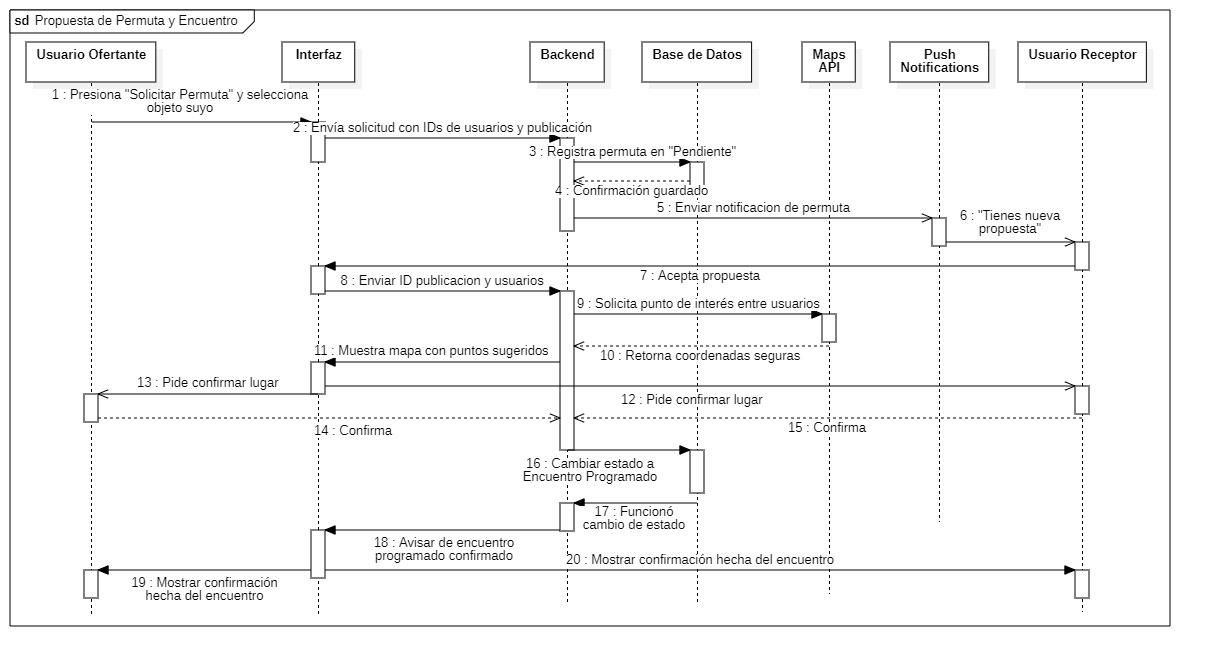 sd Propuesta de Permuta y Encuentro
Usuario Ofertante
Interfaz
Backend
Base de Datos
Maps
API
Push
Notifications
Usuario Receptor
1 : Presiona "Solicitar Permuta" y selecciona
objeto suyo
2 : Envía solicitud con IDs de usuarios y publicación
3 : Registra permuta en "Pendiente"
4 : Confirmación guardado
5 : Enviar notificacion de permuta
6 : "Tienes nueva
propuesta"
7 : Acepta propuesta
8 : Enviar ID publicacion y usuarios
9 : Solicita punto de interés entre usuarios
10 : Retorna coordenadas seguras
11 : Muestra mapa con puntos sugeridos
13 : Pide confirmar lugar
12 : Pide confirmar lugar
14 : Confirma
15 : Confirma
16 : Cambiar estado a
Encuentro Programado
17 : Funcionó
cambio de estado
18 : Avisar de encuentro
programado confirmado
20 : Mostrar confirmación hecha del encuentro
19 : Mostrar confirmación
hecha del encuentro